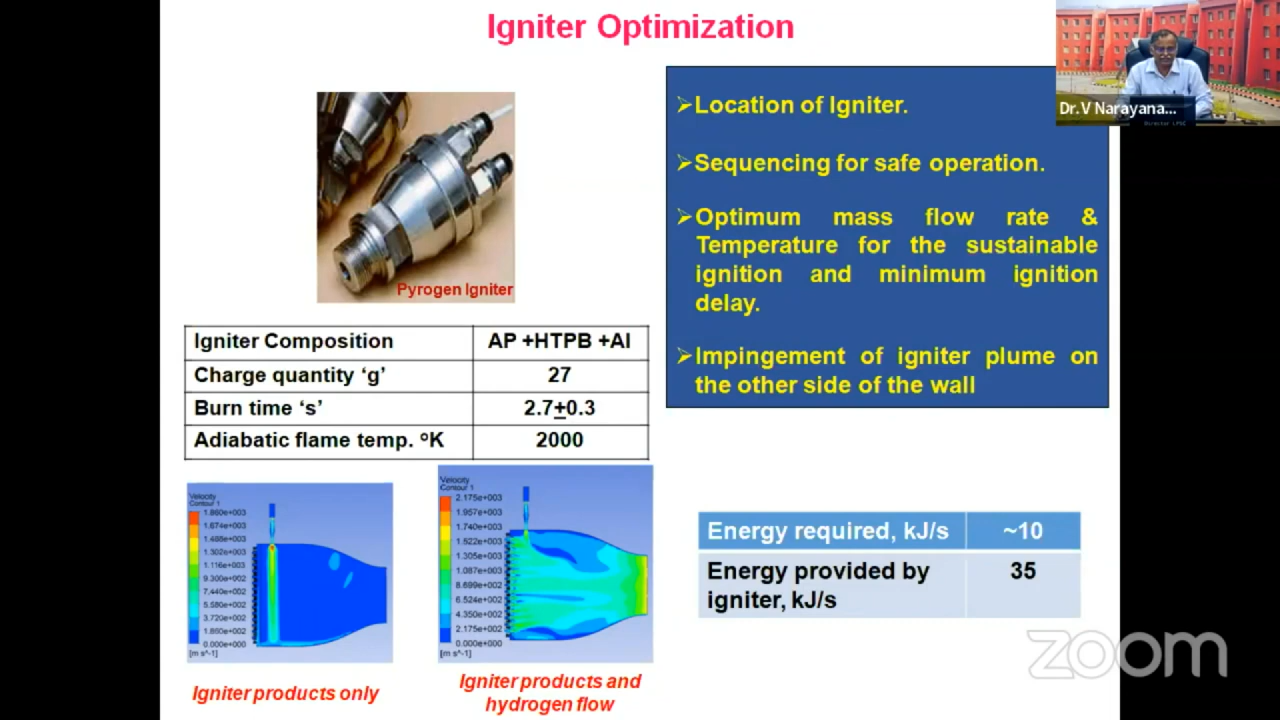 Igniter Optimization
Dr.V Narayana...
➢Location of Igniter.
➢Sequencing for safe operation.
➢Optimum mass flow rate &
Temperature for the sustainable
ignition and minimum ignition
delay.
➢Impingement of igniter plume on
the other side of the wall
Pyrogen Igniter
Igniter Composition AP +HTPB +Al
Charge quantity ‘g’ 27
Burn time ‘s’ 2.7±0.3
Adiabatic flame temp. °K 2000
Velocity
Contour 1
1.860e+003
1.674e+003
1.488e+003
1.302e+003
1.116e+003
9.300e+002
7.440e+002
5.580e+002
3.720e+002
1.860e+002
0.000e+000
[m s^-1]
Igniter products only
Velocity
Contour 1
2.175e+003
1.957e+003
1.740e+003
1.522e+003
1.305e+003
1.087e+003
8.699e+002
6.524e+002
4.350e+002
2.175e+002
0.000e+000
[m s^-1]
Igniter products and
hydrogen flow
Energy required, kJ/s ~10
Energy provided by
igniter, kJ/s 35
zoom